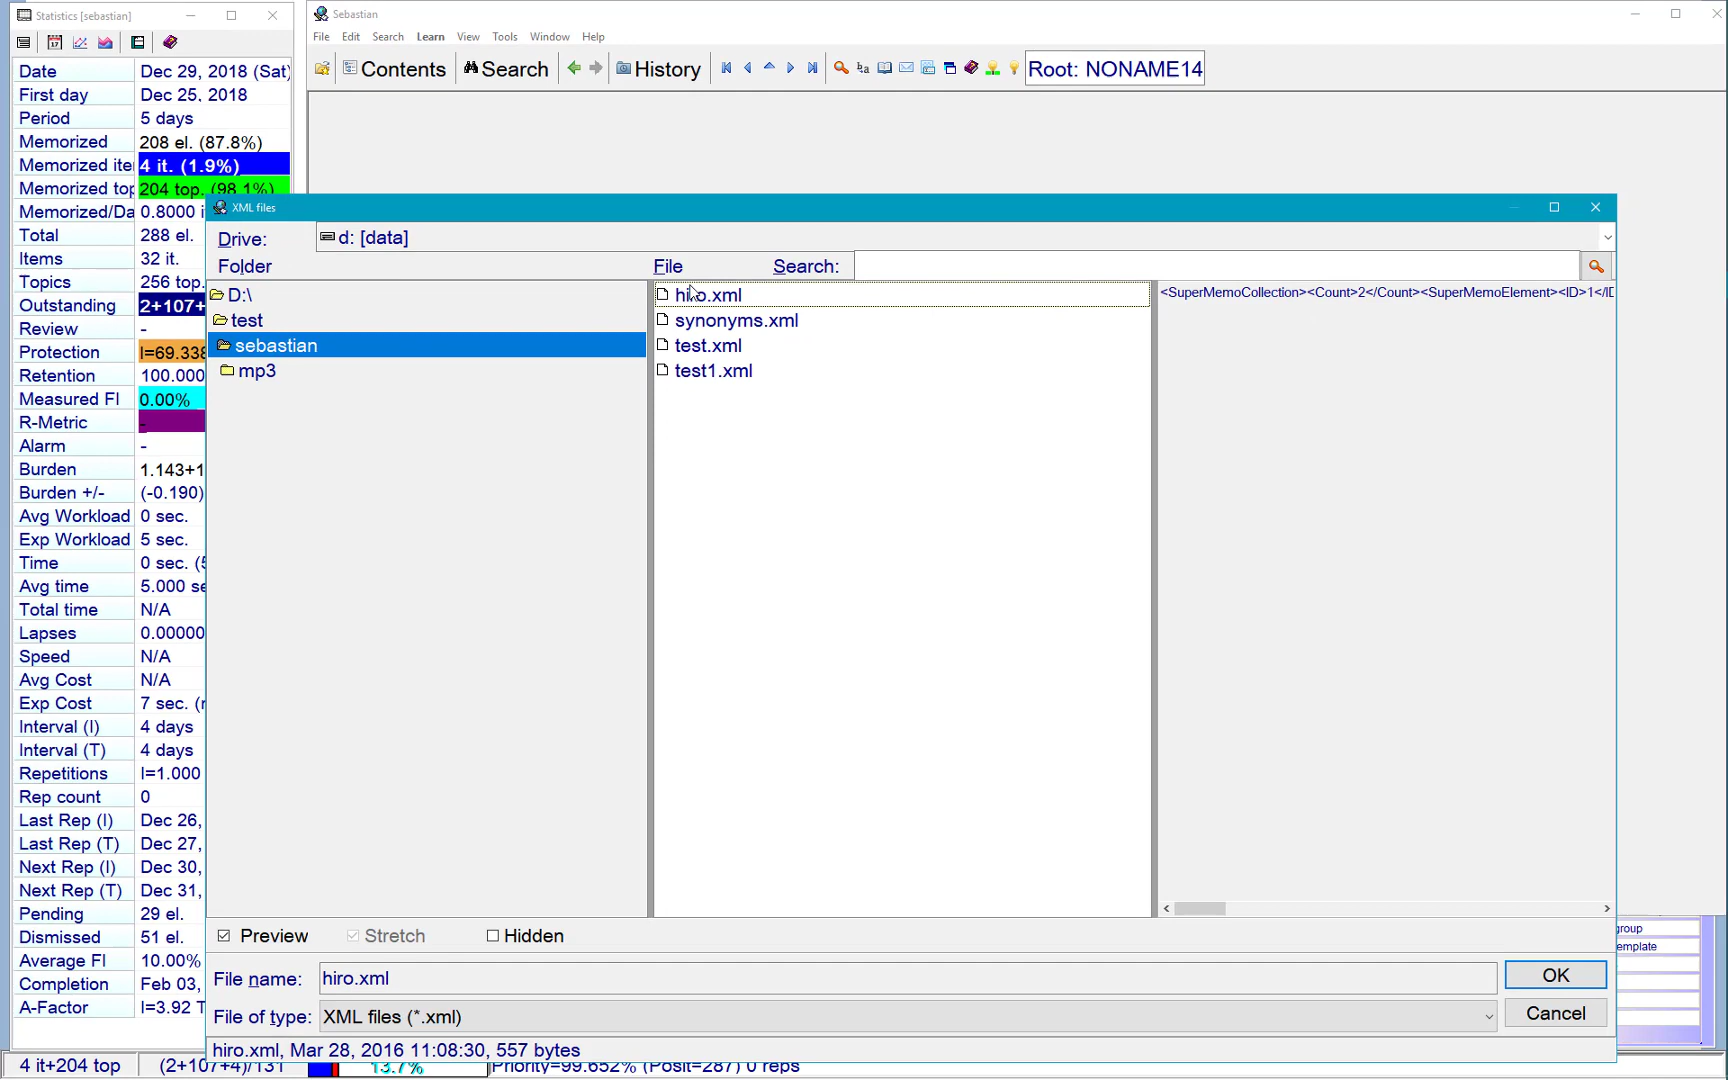 Statistics [sebastian]
Date Dec 29, 2018 (Sat)
First day Dec 25, 2018
Period 5 days
Memorized 208 el. (87.8%)
Memorized ite 4 it. (1.9%)
Memorized top 204 top. (98.1%)
Memorized/Da 0.8000 i
Total 288 el.
Items 32 it.
Topics 256 top.
Outstanding 2+107+
Review -
Protection I=69.338
Retention 100.000
Measured FI 0.00%
R-Metric -
Alarm -
Burden 1.143+1
Burden +/- (-0.190)
Avg Workload 0 sec.
Exp Workload 5 sec.
Time 0 sec. (5
Avg time 5.000 se
Total time N/A
Lapses 0.00000
Speed N/A
Avg Cost N/A
Exp Cost 7 sec. (r
Interval (I) 4 days
Interval (T) 4 days
Repetitions I=1.000
Rep count 0
Last Rep (I) Dec 26,
Last Rep (T) Dec 27,
Next Rep (I) Dec 30,
Next Rep (T) Dec 31,
Pending 29 el.
Dismissed 51 el.
Average FI 10.00%
Completion Feb 03,
A-Factor I=3.92 T
Sebastian
File Edit Search Learn View Tools Window Help
Contents Search History Root: NONAME14
XML files
Drive: d: [data]
Folder File Search:
D:\
test
sebastian
mp3
hiro.xml
synonyms.xml
test.xml
test1.xml
<SuperMemoCollection><Count>2</Count><SuperMemoElement><ID>1</ID
Preview Stretch Hidden
File name: hiro.xml OK
File of type: XML files (*.xml) Cancel
hiro.xml, Mar 28, 2016 11:08:30, 557 bytes
group
emplate
4 it+204 top (2+107+4)/131 13.7% Priority=99.652% (Posit=287) 0 reps